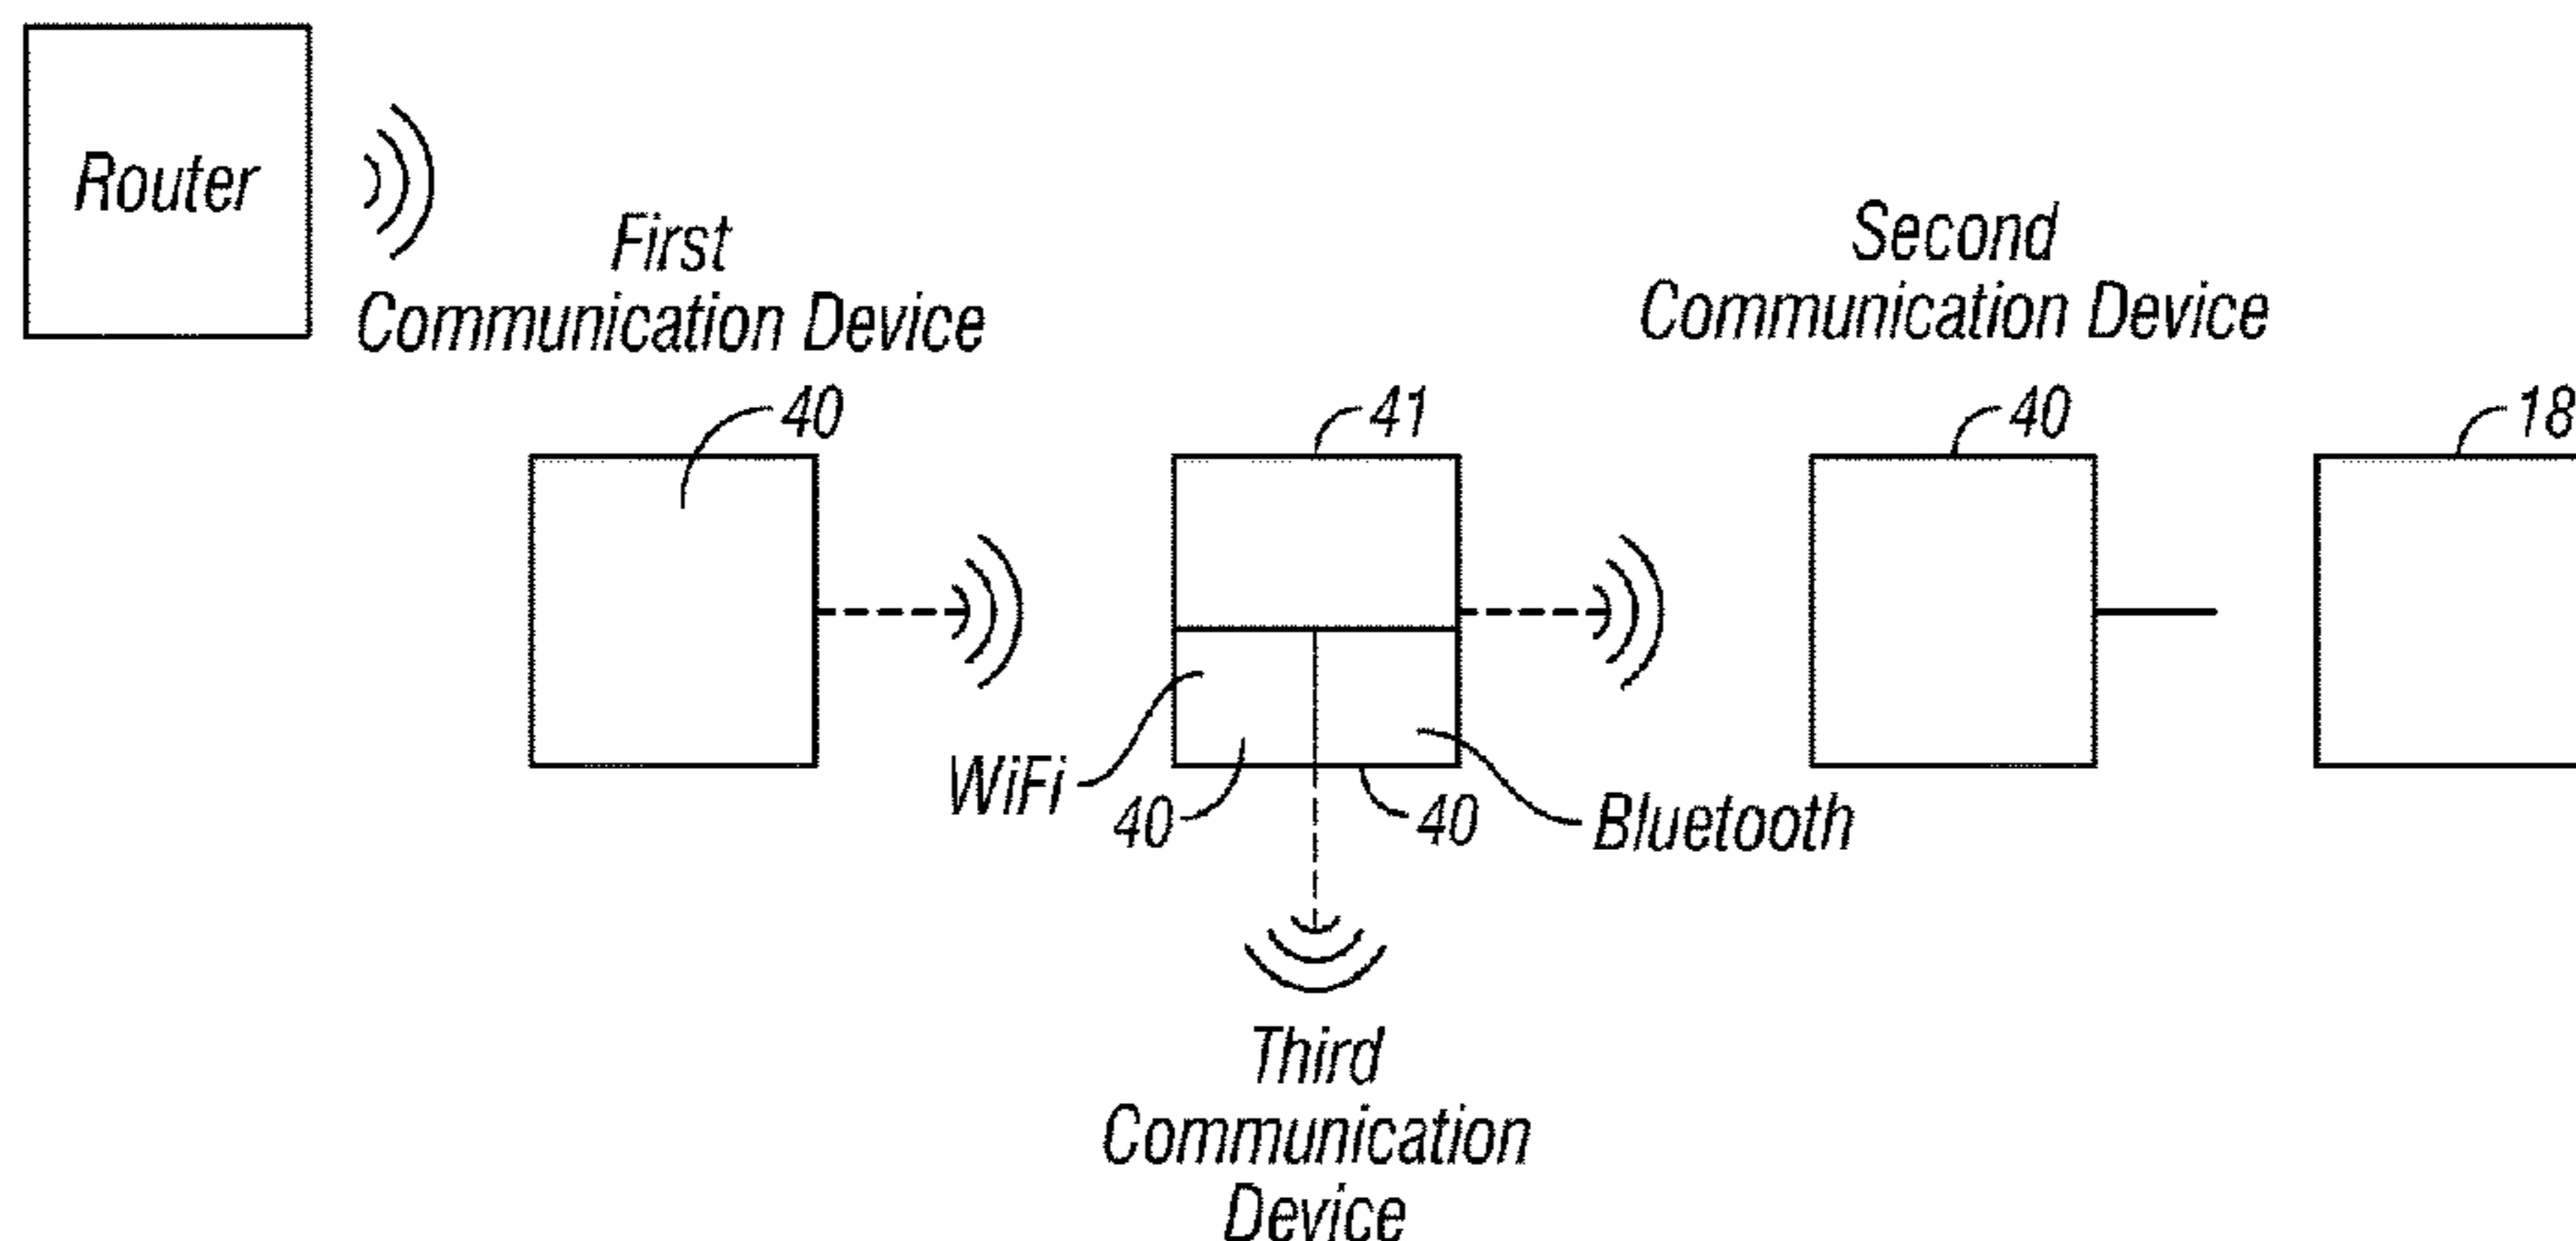 Router
First
Communication Device
Second
Communication Device
40
41
40
18
WiFi
40
40
Bluetooth
Third
Communication
Device